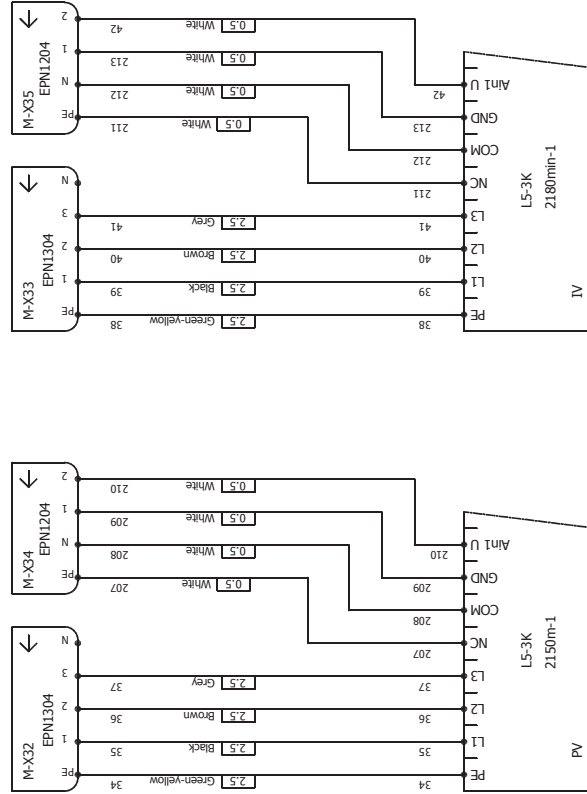 M-X35
EPN1204
2
1
N
PE
42 White 0.5
213 White 0.5
212 White 0.5
211 White 0.5
42
213
212
211
Ain1 U
GND
COM
NC
L3
L2
L1
PE
L5-3K
2180min-1
IV
M-X33
EPN1304
N
3
2
1
PE
41 Grey 2.5 41
40 Brown 2.5 40
39 Black 2.5 39
38 Green-yellow 2.5 38
M-X34
EPN1204
2
1
N
PE
210 White 0.5
209 White 0.5
208 White 0.5
207 White 0.5
210
209
208
207
Ain1 U
GND
COM
NC
L3
L2
L1
PE
L5-3K
2150m-1
PV
M-X32
EPN1304
N
3
2
1
PE
37 Grey 2.5 37
36 Brown 2.5 36
35 Black 2.5 35
34 Green-yellow 2.5 34